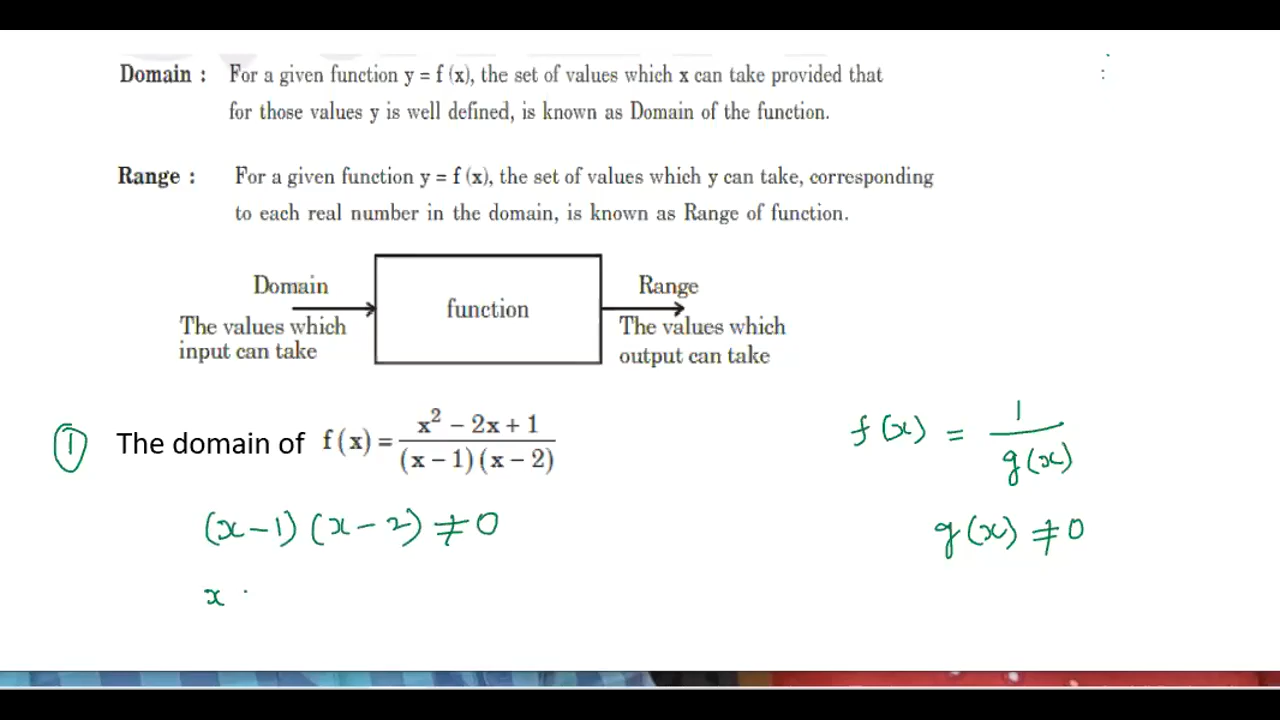 Domain : For a given function y = f (x), the set of values which x can take provided that
for those values y is well defined, is known as Domain of the function.
Range : For a given function y = f (x), the set of values which y can take, corresponding
to each real number in the domain, is known as Range of function.
Domain
The values which
input can take
function
Range
The values which
output can take
① The domain of f(x) = (x² − 2x + 1) / ((x − 1)(x − 2))
(x − 1)(x − 2) ≠ 0
x
f(x) = 1 / g(x)
g(x) ≠ 0